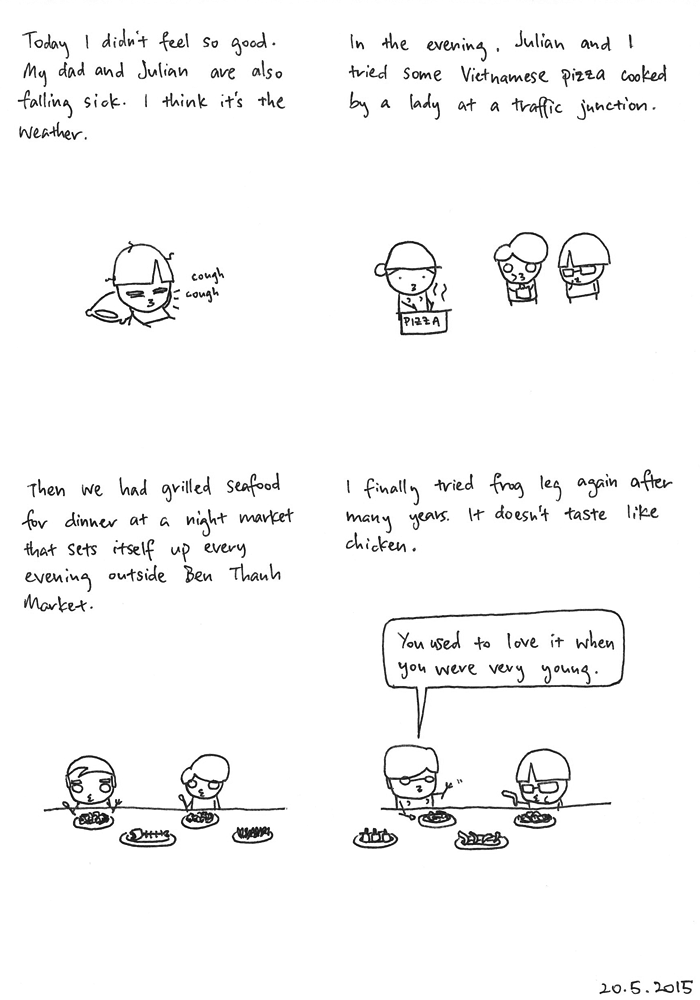 Today I didn't feel so good.
My dad and Julian are also
falling sick. I think it's the
weather.
cough
cough
In the evening, Julian and I
tried some Vietnamese pizza cooked
by a lady at a traffic junction.
PIZZA
Then we had grilled seafood
for dinner at a night market
that sets itself up every
evening outside Ben Thanh
Market.
I finally tried frog leg again after
many years. It doesn't taste like
chicken.
You used to love it when
you were very young.
20.5.2015